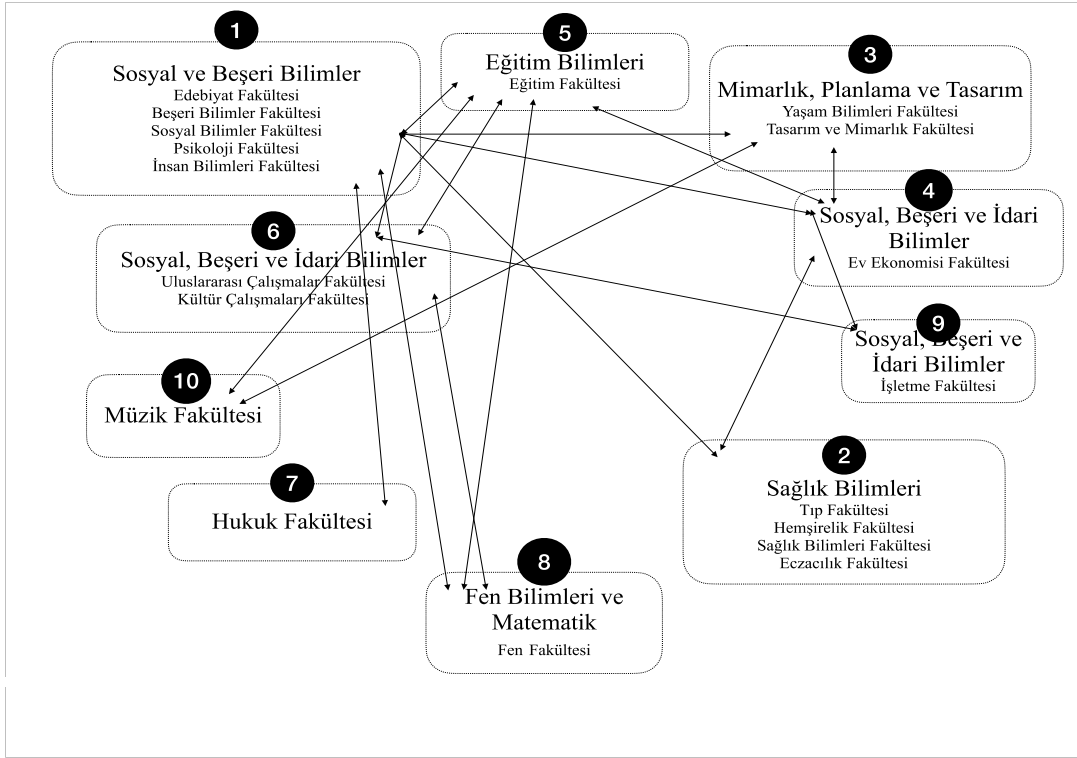 1
Sosyal ve Beşeri Bilimler
Edebiyat Fakültesi
Beşeri Bilimler Fakültesi
Sosyal Bilimler Fakültesi
Psikoloji Fakültesi
İnsan Bilimleri Fakültesi
5
Eğitim Bilimleri
Eğitim Fakültesi
3
Mimarlık, Planlama ve Tasarım
Yaşam Bilimleri Fakültesi
Tasarım ve Mimarlık Fakültesi
4
Sosyal, Beşeri ve İdari
Bilimler
Ev Ekonomisi Fakültesi
6
Sosyal, Beşeri ve İdari Bilimler
Uluslararası Çalışmalar Fakültesi
Kültür Çalışmaları Fakültesi
9
Sosyal, Beşeri ve
İdari Bilimler
İşletme Fakültesi
10
Müzik Fakültesi
2
Sağlık Bilimleri
Tıp Fakültesi
Hemşirelik Fakültesi
Sağlık Bilimleri Fakültesi
Eczacılık Fakültesi
7
Hukuk Fakültesi
8
Fen Bilimleri ve
Matematik
Fen Fakültesi